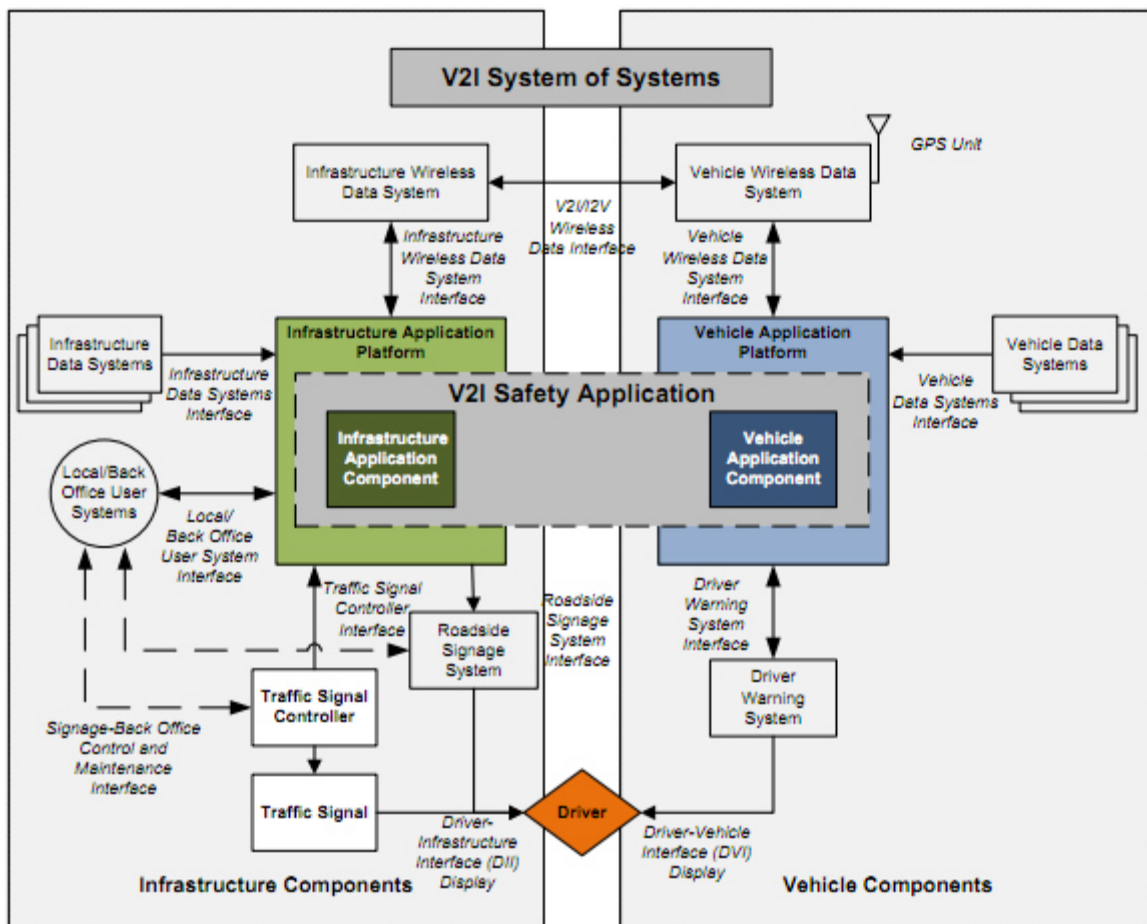 V2I System of Systems
GPS Unit
Infrastructure Wireless
Data System
Vehicle Wireless Data
System
V2I/I2V
Wireless
Data Interface
Infrastructure
Wireless Data
System
Interface
Vehicle
Wireless Data
System
Interface
Infrastructure
Data Systems
Infrastructure
Data Systems
Interface
Infrastructure Application
Platform
Vehicle Application
Platform
Vehicle Data
Systems
Vehicle
Data Systems
Interface
V2I Safety Application
Infrastructure
Application
Component
Vehicle
Application
Component
Local/Back
Office User
Systems
Local/
Back Office
User System
Interface
Traffic Signal
Controller
Interface
Roadside
Signage
System
Roadside
Signage
System
Interface
Driver
Warning
System
Interface
Traffic Signal
Controller
Driver
Warning
System
Signage-Back Office
Control and
Maintenance
Interface
Traffic Signal
Driver
Driver-
Infrastructure
Interface (DII)
Display
Driver-Vehicle
Interface (DVI)
Display
Infrastructure Components
Vehicle Components